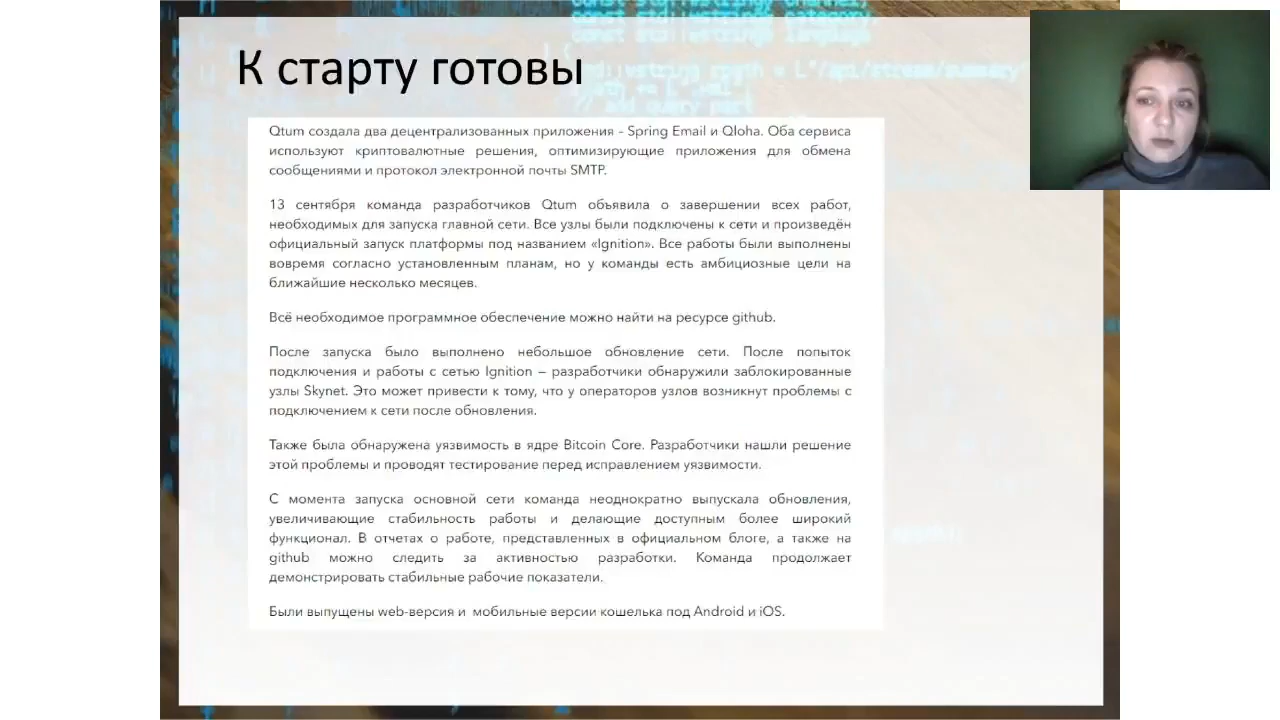 const std::wstring& category,
const std::wstring& language
К старту готовы
Qtum создала два децентрализованных приложения – Spring Email и Qloha. Оба сервиса
используют криптовалютные решения, оптимизирующие приложения для обмена
сообщениями и протокол электронной почты SMTP.
13 сентября команда разработчиков Qtum объявила о завершении всех работ,
необходимых для запуска главной сети. Все узлы были подключены к сети и произведён
официальный запуск платформы под названием «Ignition». Все работы были выполнены
вовремя согласно установленным планам, но у команды есть амбициозные цели на
ближайшие несколько месяцев.
Всё необходимое программное обеспечение можно найти на ресурсе github.
После запуска было выполнено небольшое обновление сети. После попыток
подключения и работы с сетью Ignition – разработчики обнаружили заблокированные
узлы Skynet. Это может привести к тому, что у операторов узлов возникнут проблемы с
подключением к сети после обновления.
Также была обнаружена уязвимость в ядре Bitcoin Core. Разработчики нашли решение
этой проблемы и проводят тестирование перед исправлением уязвимости.
С момента запуска основной сети команда неоднократно выпускала обновления,
увеличивающие стабильность работы и делающие доступным более широкий
функционал. В отчетах о работе, представленных в официальном блоге, а также на
github можно следить за активностью разработки. Команда продолжает
демонстрировать стабильные рабочие показатели.
Были выпущены web-версия и мобильные версии кошелька под Android и iOS.